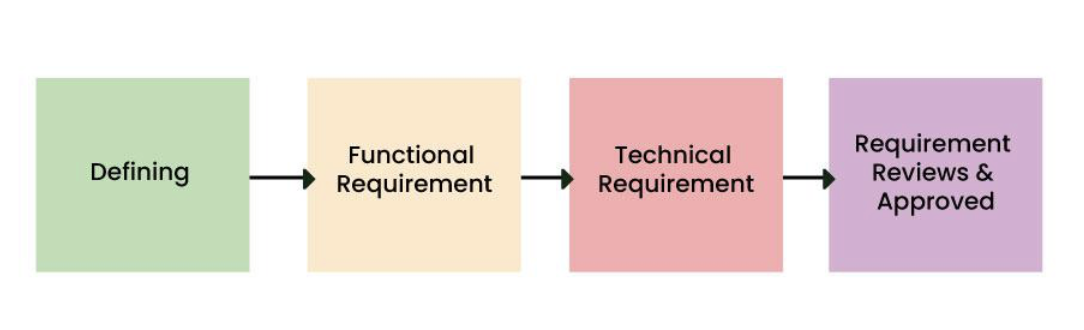 Defining
Functional
Requirement
Technical
Requirement
Requirement
Reviews &
Approved